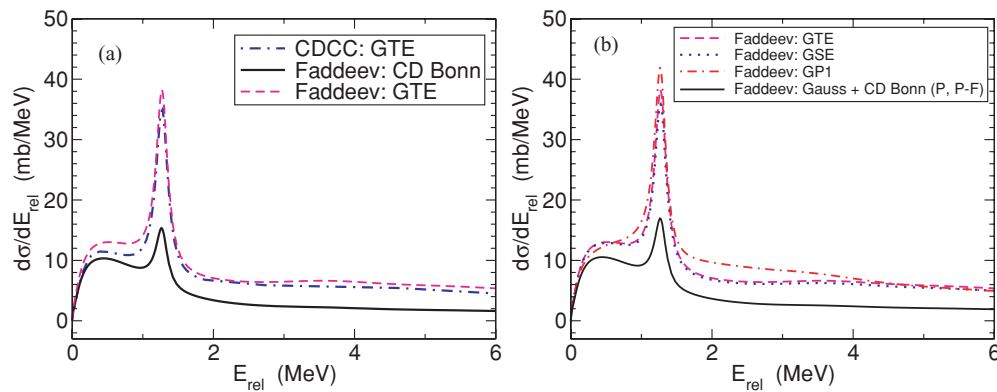 (a)
CDCC: GTE
Faddeev: CD Bonn
Faddeev: GTE
50
40
30
20
10
0
dσ/dE_rel (mb/MeV)
0 2 4 6
E_rel (MeV)
(b)
Faddeev: GTE
Faddeev: GSE
Faddeev: GP1
Faddeev: Gauss + CD Bonn (P, P-F)
50
40
30
20
10
0
dσ/dE_rel (mb/MeV)
0 2 4 6
E_rel (MeV)